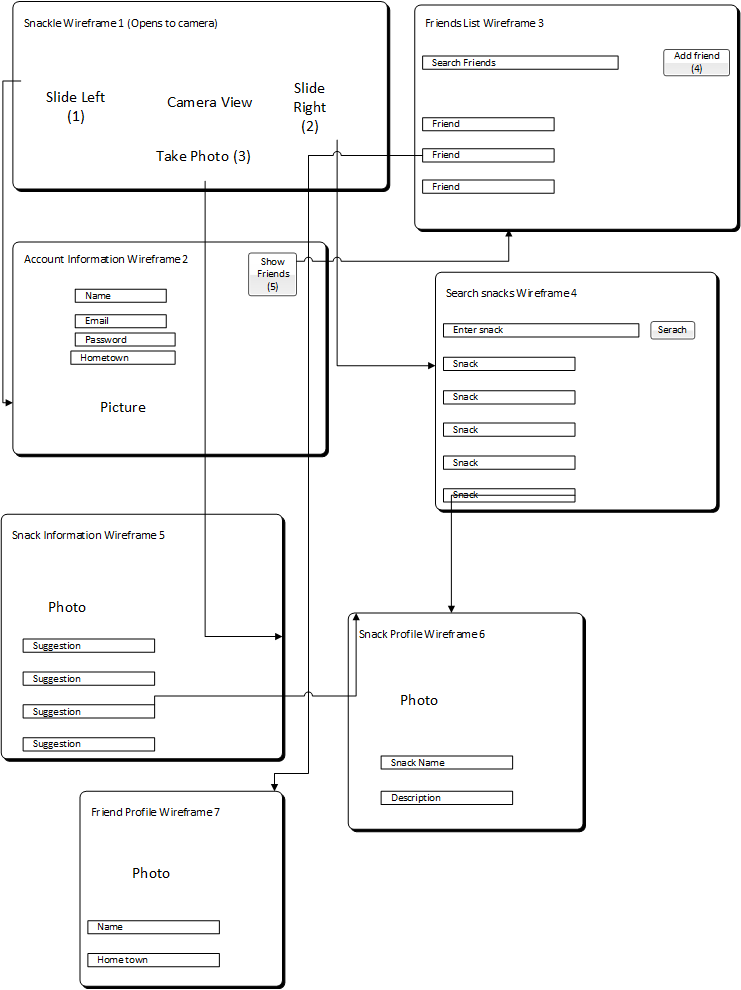 Snackle Wireframe 1 (Opens to camera)
Slide Left
(1)
Camera View
Slide
Right
(2)
Take Photo (3)
Friends List Wireframe 3
Search Friends
Add friend
(4)
Friend
Friend
Friend
Account Information Wireframe 2
Show
Friends
(5)
Name
Email
Password
Hometown
Picture
Search snacks Wireframe 4
Enter snack
Serach
Snack
Snack
Snack
Snack
Snack
Snack Information Wireframe 5
Photo
Suggestion
Suggestion
Suggestion
Suggestion
Snack Profile Wireframe 6
Photo
Snack Name
Description
Friend Profile Wireframe 7
Photo
Name
Home town